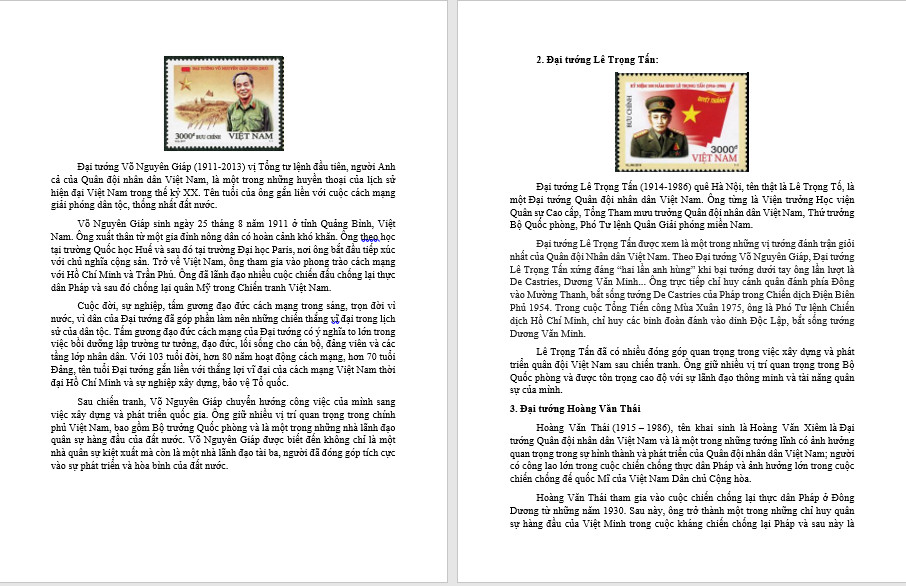 ĐẠI TƯỚNG VÕ NGUYÊN GIÁP (1911-2013)
3000đ BƯU CHÍNH VIỆT NAM
Đại tướng Võ Nguyên Giáp (1911-2013) vị Tổng tư lệnh đầu tiên, người Anh
cả của Quân đội nhân dân Việt Nam, là một trong những huyền thoại của lịch sử
hiện đại Việt Nam trong thế kỷ XX. Tên tuổi của ông gắn liền với cuộc cách mạng
giải phóng dân tộc, thống nhất đất nước.
Võ Nguyên Giáp sinh ngày 25 tháng 8 năm 1911 ở tỉnh Quảng Bình, Việt
Nam. Ông xuất thân từ một gia đình nông dân có hoàn cảnh khó khăn. Ông theo học
tại trường Quốc học Huế và sau đó tại trường Đại học Paris, nơi ông bắt đầu tiếp xúc
với chủ nghĩa cộng sản. Trở về Việt Nam, ông tham gia vào phong trào cách mạng
với Hồ Chí Minh và Trần Phú. Ông đã lãnh đạo nhiều cuộc chiến đấu chống lại thực
dân Pháp và sau đó chống lại quân Mỹ trong Chiến tranh Việt Nam.
Cuộc đời, sự nghiệp, tấm gương đạo đức cách mạng trong sáng, trọn đời vì
nước, vì dân của Đại tướng đã góp phần làm nên những chiến thắng vĩ đại trong lịch
sử của dân tộc. Tấm gương đạo đức cách mạng của Đại tướng có ý nghĩa to lớn trong
việc bồi dưỡng lập trường tư tưởng, đạo đức, lối sống cho cán bộ, đảng viên và các
tầng lớp nhân dân. Với 103 tuổi đời, hơn 80 năm hoạt động cách mạng, hơn 70 tuổi
Đảng, tên tuổi Đại tướng gắn liền với thắng lợi vĩ đại của cách mạng Việt Nam thời
đại Hồ Chí Minh và sự nghiệp xây dựng, bảo vệ Tổ quốc.
Sau chiến tranh, Võ Nguyên Giáp chuyển hướng công việc của mình sang
việc xây dựng và phát triển quốc gia. Ông giữ nhiều vị trí quan trọng trong chính
phủ Việt Nam, bao gồm Bộ trưởng Quốc phòng và là một trong những nhà lãnh đạo
quân sự hàng đầu của đất nước. Võ Nguyên Giáp được biết đến không chỉ là một
nhà quân sự kiệt xuất mà còn là một nhà lãnh đạo tài ba, người đã đóng góp tích cực
vào sự phát triển và hòa bình của đất nước.
2. Đại tướng Lê Trọng Tấn:
KỶ NIỆM 100 NĂM SINH LÊ TRỌNG TẤN (1914-1986)
BƯU CHÍNH
QUYẾT THẮNG
3000đ
VIỆT NAM
Đại tướng Lê Trọng Tấn (1914-1986) quê Hà Nội, tên thật là Lê Trọng Tố, là
một Đại tướng Quân đội nhân dân Việt Nam. Ông từng là Viện trưởng Học viện
Quân sự Cao cấp, Tổng Tham mưu trưởng Quân đội nhân dân Việt Nam, Thứ trưởng
Bộ Quốc phòng, Phó Tư lệnh Quân Giải phóng miền Nam.
Đại tướng Lê Trọng Tấn được xem là một trong những vị tướng đánh trận giỏi
nhất của Quân đội Nhân dân Việt Nam. Theo Đại tướng Võ Nguyên Giáp, Đại tướng
Lê Trọng Tấn xứng đáng “hai lần anh hùng” khi bại tướng dưới tay ông lần lượt là
De Castries, Dương Văn Minh... Ông trực tiếp chỉ huy cánh quân đánh phía Đông
vào Mường Thanh, bắt sống tướng De Castries của Pháp trong Chiến dịch Điện Biên
Phủ 1954. Trong cuộc Tổng Tiến công Mùa Xuân 1975, ông là Phó Tư lệnh Chiến
dịch Hồ Chí Minh, chỉ huy các binh đoàn đánh vào dinh Độc Lập, bắt sống tướng
Dương Văn Minh.
Lê Trọng Tấn đã có nhiều đóng góp quan trọng trong việc xây dựng và phát
triển quân đội Việt Nam sau chiến tranh. Ông giữ nhiều vị trí quan trọng trong Bộ
Quốc phòng và được tôn trọng cao độ với sự lãnh đạo thông minh và tài năng quân
sự của mình.
3. Đại tướng Hoàng Văn Thái
Hoàng Văn Thái (1915 – 1986), tên khai sinh là Hoàng Văn Xiêm là Đại
tướng Quân đội nhân dân Việt Nam và là một trong những tướng lĩnh có ảnh hưởng
quan trọng trong sự hình thành và phát triển của Quân đội nhân dân Việt Nam; người
có công lao lớn trong cuộc chiến chống thực dân Pháp và ảnh hưởng lớn trong cuộc
chiến chống đế quốc Mĩ của Việt Nam Dân chủ Cộng hòa.
Hoàng Văn Thái tham gia vào cuộc chiến chống lại thực dân Pháp ở Đông
Dương từ những năm 1930. Sau này, ông trở thành một trong những chỉ huy quân
sự hàng đầu của Việt Minh trong cuộc kháng chiến chống lại Pháp và sau này là